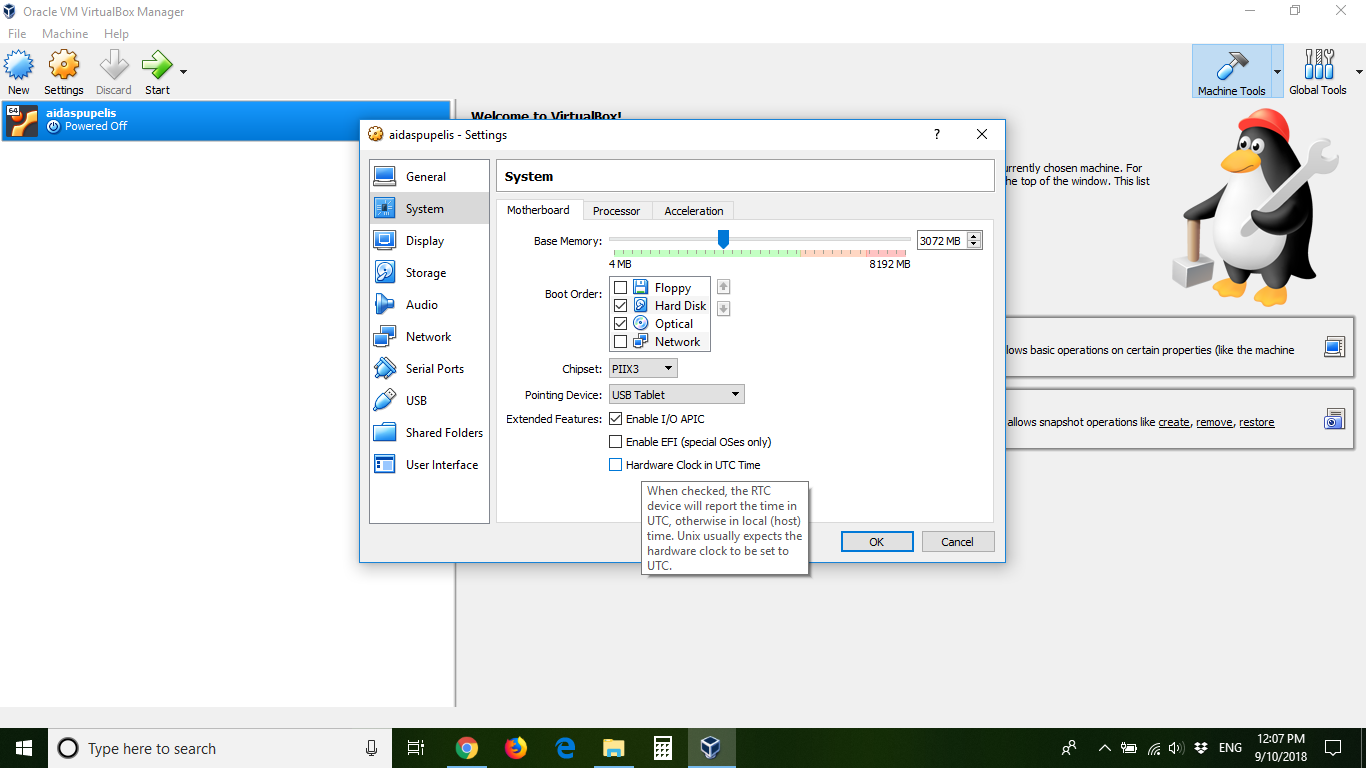 Oracle VM VirtualBox Manager
File Machine Help
New Settings Discard Start
Machine Tools Global Tools
64
aidaspupelis
Powered Off
Welcome to VirtualBox!
aidaspupelis - Settings
?
General
System
Display
Storage
Audio
Network
Serial Ports
USB
Shared Folders
User Interface
System
Motherboard Processor Acceleration
Base Memory: 3072 MB
4 MB 8192 MB
Boot Order: Floppy
Hard Disk
Optical
Network
Chipset: PIIX3
Pointing Device: USB Tablet
Extended Features: Enable I/O APIC
Enable EFI (special OSes only)
Hardware Clock in UTC Time
When checked, the RTC
device will report the time in
UTC, otherwise in local (host)
time. Unix usually expects the
hardware clock to be set to
UTC.
OK Cancel
urrently chosen machine. For
he top of the window. This list
lows basic operations on certain properties (like the machine
allows snapshot operations like create, remove, restore
Type here to search
ENG
12:07 PM
9/10/2018